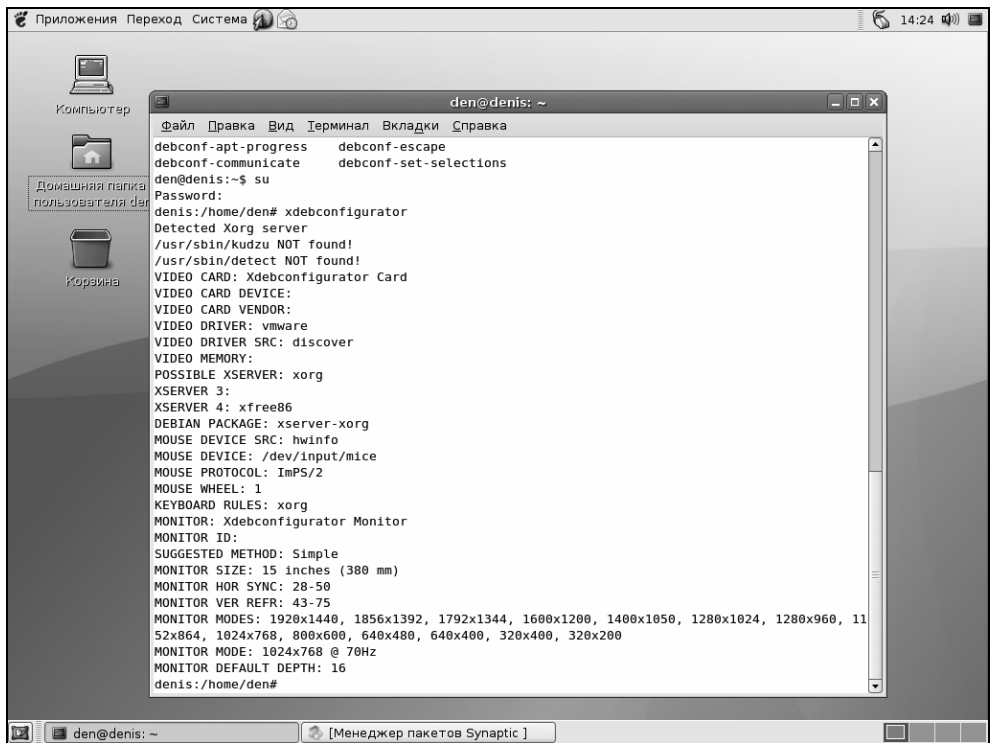 Приложения Переход Система
14:24
Компьютер
Домашняя папка
пользователя den
Корзина
den@denis: ~
Файл Правка Вид Терминал Вкладки Справка
debconf-apt-progress debconf-escape
debconf-communicate debconf-set-selections
den@denis:~$ su
Password:
denis:/home/den# xdebconfigurator
Detected Xorg server
/usr/sbin/kudzu NOT found!
/usr/sbin/detect NOT found!
VIDEO CARD: Xdebconfigurator Card
VIDEO CARD DEVICE:
VIDEO CARD VENDOR:
VIDEO DRIVER: vmware
VIDEO DRIVER SRC: discover
VIDEO MEMORY:
POSSIBLE XSERVER: xorg
XSERVER 3:
XSERVER 4: xfree86
DEBIAN PACKAGE: xserver-xorg
MOUSE DEVICE SRC: hwinfo
MOUSE DEVICE: /dev/input/mice
MOUSE PROTOCOL: ImPS/2
MOUSE WHEEL: 1
KEYBOARD RULES: xorg
MONITOR: Xdebconfigurator Monitor
MONITOR ID:
SUGGESTED METHOD: Simple
MONITOR SIZE: 15 inches (380 mm)
MONITOR HOR SYNC: 28-50
MONITOR VER REFR: 43-75
MONITOR MODES: 1920x1440, 1856x1392, 1792x1344, 1600x1200, 1400x1050, 1280x1024, 1280x960, 11
52x864, 1024x768, 800x600, 640x480, 640x400, 320x400, 320x200
MONITOR MODE: 1024x768 @ 70Hz
MONITOR DEFAULT DEPTH: 16
denis:/home/den#
den@denis: ~
[Менеджер пакетов Synaptic ]